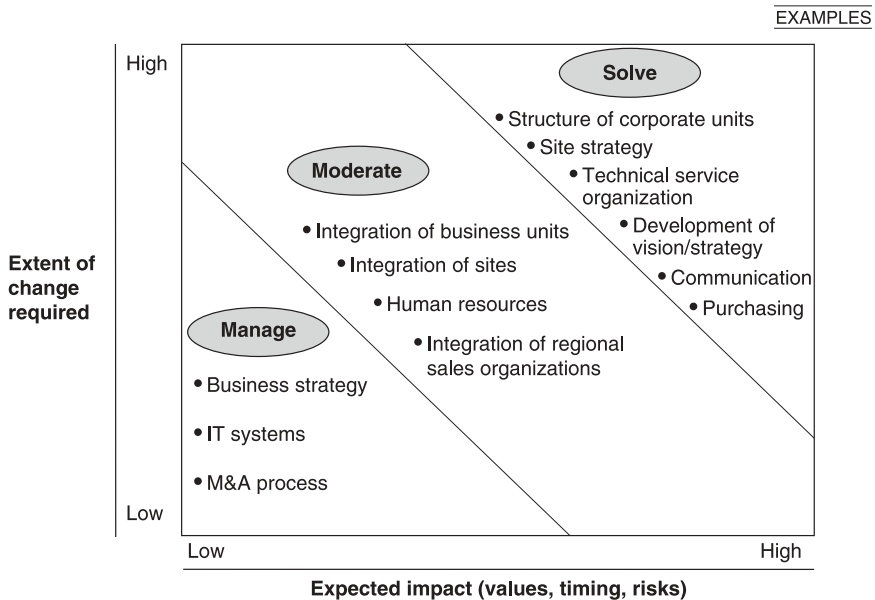 EXAMPLES
High
Solve
• Structure of corporate units
• Site strategy
• Technical service
organization
• Development of
vision/strategy
• Communication
• Purchasing
Moderate
• Integration of business units
• Integration of sites
• Human resources
• Integration of regional
sales organizations
Extent of
change
required
Manage
• Business strategy
• IT systems
• M&A process
Low
Low
High
Expected impact (values, timing, risks)